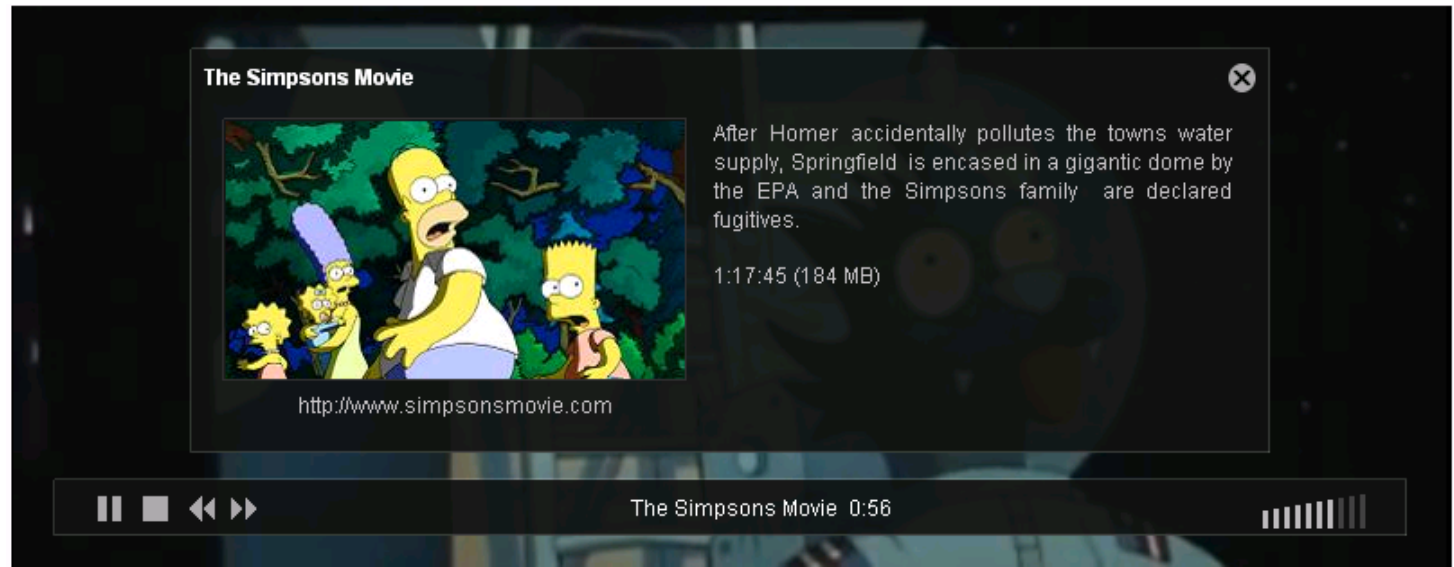 The Simpsons Movie
After Homer accidentally pollutes the towns water
supply, Springfield is encased in a gigantic dome by
the EPA and the Simpsons family are declared
fugitives.
1:17:45 (184 MB)
http://www.simpsonsmovie.com
The Simpsons Movie 0:56